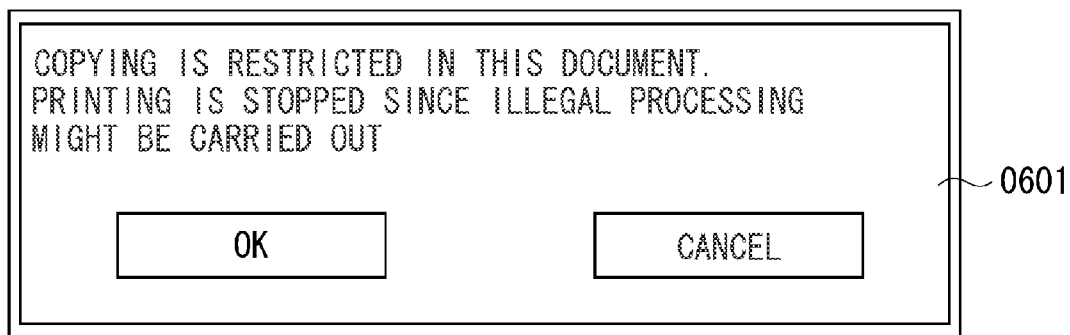 COPYING IS RESTRICTED IN THIS DOCUMENT.
PRINTING IS STOPPED SINCE ILLEGAL PROCESSING
MIGHT BE CARRIED OUT
0601
OK CANCEL